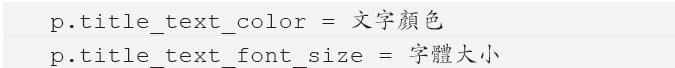 p.title_text_color = 文字顏色
p.title_text_font_size = 字體大小